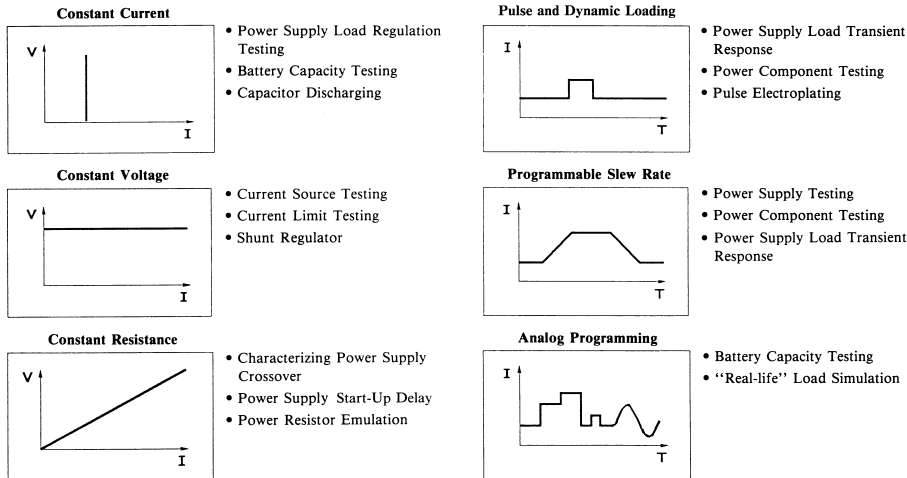 Constant Current
V
I
• Power Supply Load Regulation
Testing
• Battery Capacity Testing
• Capacitor Discharging
Constant Voltage
V
I
• Current Source Testing
• Current Limit Testing
• Shunt Regulator
Constant Resistance
V
I
• Characterizing Power Supply
Crossover
• Power Supply Start-Up Delay
• Power Resistor Emulation
Pulse and Dynamic Loading
I
T
• Power Supply Load Transient
Response
• Power Component Testing
• Pulse Electroplating
Programmable Slew Rate
I
T
• Power Supply Testing
• Power Component Testing
• Power Supply Load Transient
Response
Analog Programming
I
T
• Battery Capacity Testing
• ‘‘Real-life’’ Load Simulation